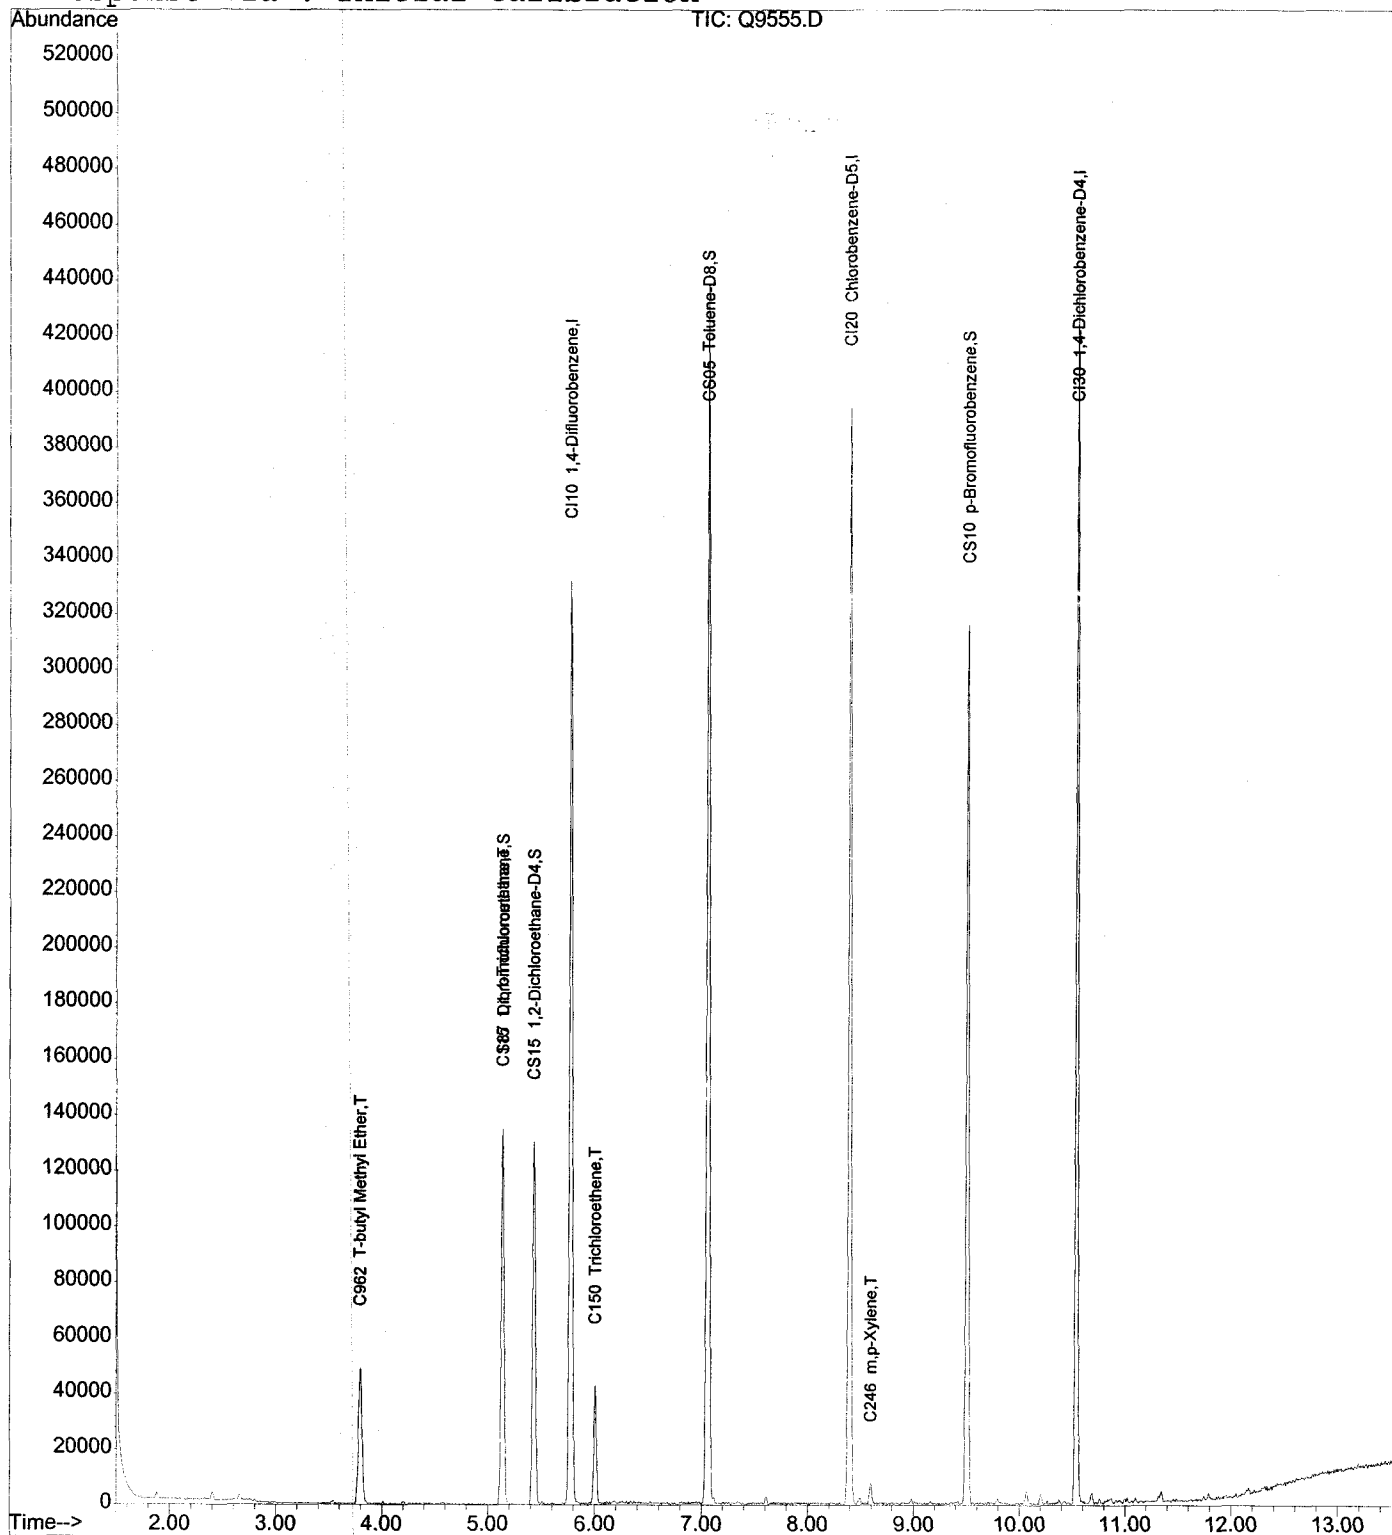 Initial Calibration
Abundance
TIC: Q9555.D
520000
500000
480000
460000
440000
420000
400000
380000
360000
340000
320000
300000
280000
260000
240000
220000
200000
180000
160000
140000
120000
100000
80000
60000
40000
20000
0
C962 T-butyl Methyl Ether,T
CS15 1,2-Dichloroethane-D4,S
CI10 1,4-Difluorobenzene,I
C150 Trichloroethene,T
CS05 Toluene-D8,S
CI20 Chlorobenzene-D5,I
C246 m,p-Xylene,T
CS10 p-Bromofluorobenzene,S
CI30 1,4-Dichlorobenzene-D4,I
Time-->
2.00 3.00 4.00 5.00 6.00 7.00 8.00 9.00 10.00 11.00 12.00 13.00